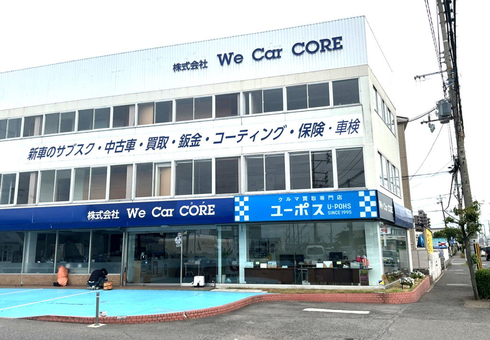 株式会社 We Car CORE
新車のサブスク・中古車・買取・鈑金・コーティング・保険・車検
株式会社 We Car CORE
クルマ買取専門店
ユーポス U-POHS
SINCE 1995
We Car